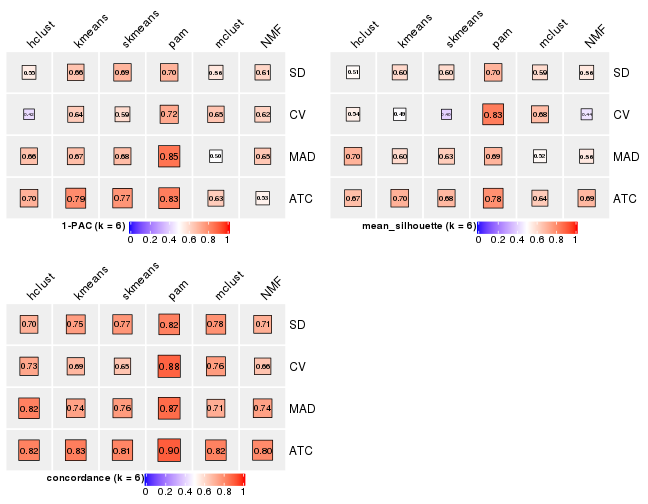 hclust kmeans skmeans pam mclust NMF
0.55 0.66 0.69 0.70 0.56 0.61 SD
0.42 0.64 0.59 0.72 0.65 0.62 CV
0.66 0.67 0.68 0.85 0.50 0.65 MAD
0.70 0.79 0.77 0.83 0.63 0.53 ATC
1-PAC (k = 6)
0 0.2 0.4 0.6 0.8 1
hclust kmeans skmeans pam mclust NMF
0.51 0.60 0.60 0.70 0.59 0.56 SD
0.54 0.49 0.83 0.68 0.44 CV
0.70 0.60 0.63 0.69 0.52 0.56 MAD
0.67 0.70 0.68 0.78 0.64 0.69 ATC
mean_silhouette (k = 6)
0 0.2 0.4 0.6 0.8 1
hclust kmeans skmeans pam mclust NMF
0.70 0.75 0.77 0.82 0.78 0.71 SD
0.73 0.69 0.65 0.88 0.76 0.66 CV
0.82 0.74 0.76 0.87 0.71 0.74 MAD
0.82 0.83 0.81 0.90 0.82 0.80 ATC
concordance (k = 6)
0 0.2 0.4 0.6 0.8 1